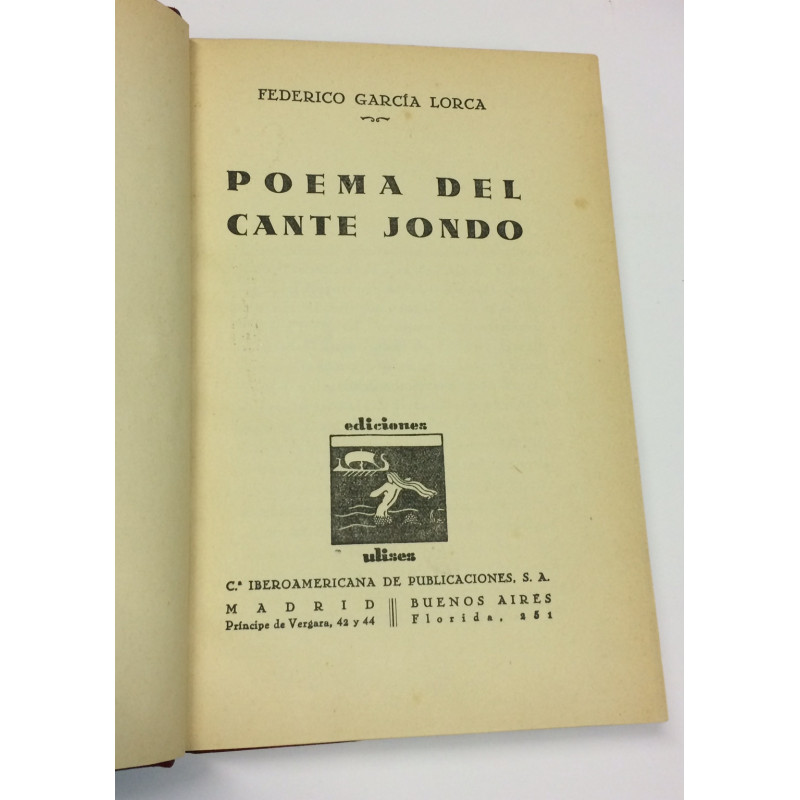 FEDERICO GARCÍA LORCA
POEMA DEL
CANTE JONDO
ediciones
ulises
C.ª IBEROAMERICANA DE PUBLICACIONES, S. A.
MADRID || BUENOS AIRES
Príncipe de Vergara, 42 y 44 || Florida, 251